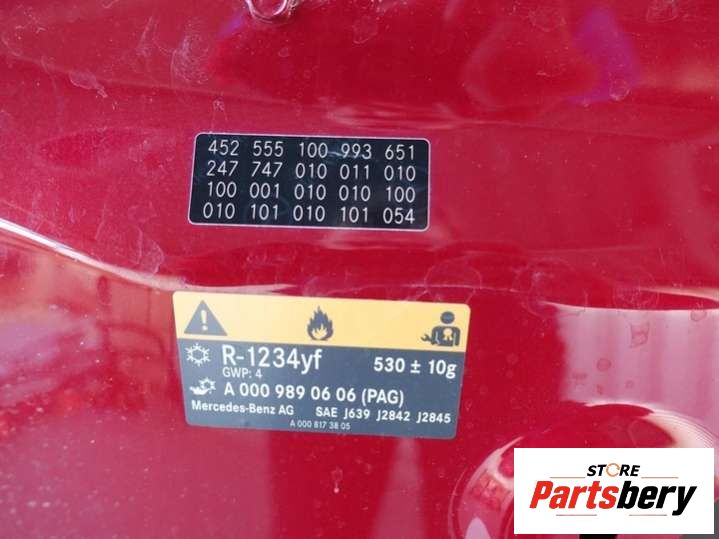 452 555 100 993 651
247 747 010 011 010
100 001 010 010 100
010 101 010 101 054
R-1234yf 530 ± 10g
GWP: 4
A 000 989 06 06 (PAG)
Mercedes-Benz AG SAE J639 J2842 J2845
A 000 817 38 05
STORE
Partsbery